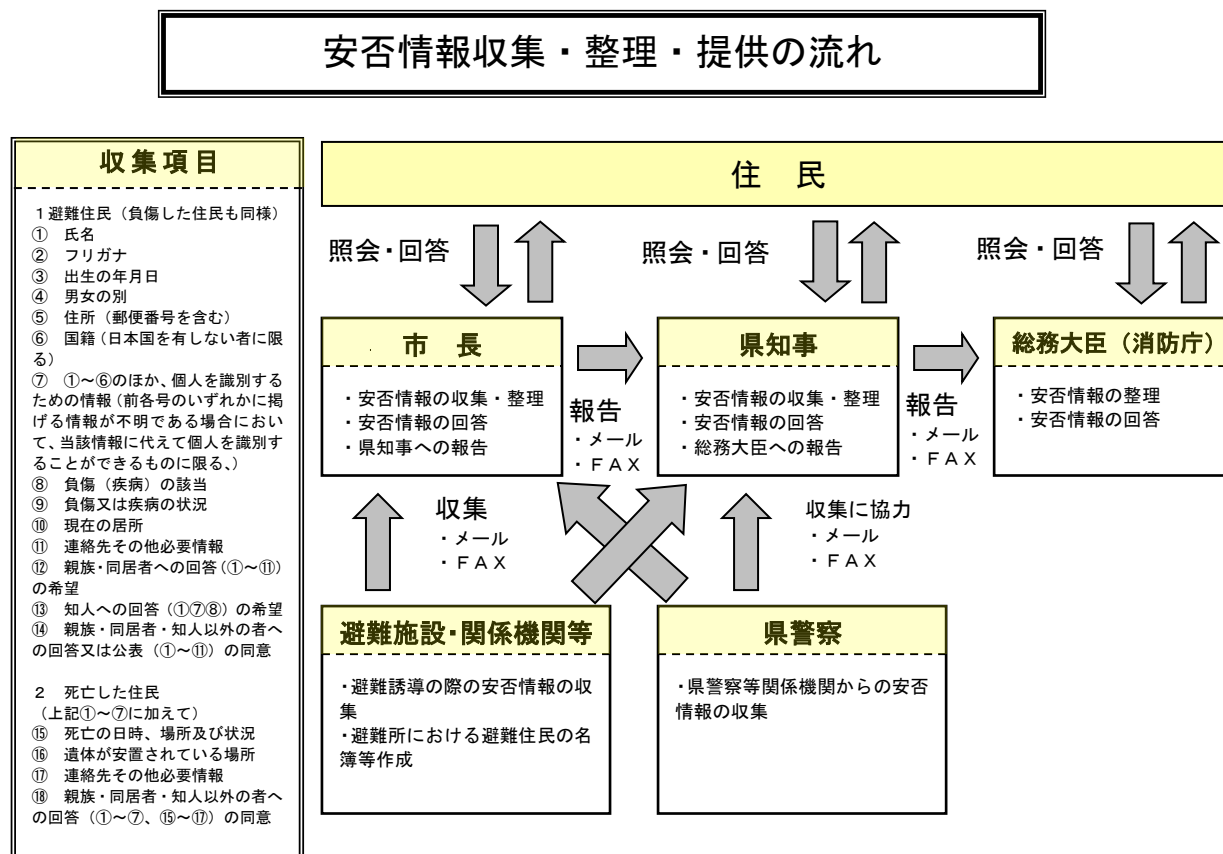 安否情報収集・整理・提供の流れ
収集項目
1避難住民(負傷した住民も同様)
① 氏名
② フリガナ
③ 出生の年月日
④ 男女の別
⑤ 住所(郵便番号を含む)
⑥ 国籍(日本国を有しない者に限
る)
⑦ ①~⑥のほか、個人を識別する
ための情報(前各号のいずれかに掲
げる情報が不明である場合におい
て、当該情報に代えて個人を識別す
ることができるものに限る、)
⑧ 負傷(疾病)の該当
⑨ 負傷又は疾病の状況
⑩ 現在の居所
⑪ 連絡先その他必要情報
⑫ 親族・同居者への回答(①~⑪)
の希望
⑬ 知人への回答(①⑦⑧)の希望
⑭ 親族・同居者・知人以外の者へ
の回答又は公表(①~⑪)の同意
2 死亡した住民
(上記①~⑦に加えて)
⑮ 死亡の日時、場所及び状況
⑯ 遺体が安置されている場所
⑰ 連絡先その他必要情報
⑱ 親族・同居者・知人以外の者へ
の回答(①~⑦、⑮~⑰)の同意
住 民
照会・回答
照会・回答
照会・回答
市 長
・安否情報の収集・整理
・安否情報の回答
・県知事への報告
報告
・メール
・FAX
県知事
・安否情報の収集・整理
・安否情報の回答
・総務大臣への報告
報告
・メール
・FAX
総務大臣(消防庁)
・安否情報の整理
・安否情報の回答
収集
・メール
・FAX
収集に協力
・メール
・FAX
避難施設・関係機関等
・避難誘導の際の安否情報の収
集
・避難所における避難住民の名
簿等作成
県警察
・県警察等関係機関からの安否
情報の収集